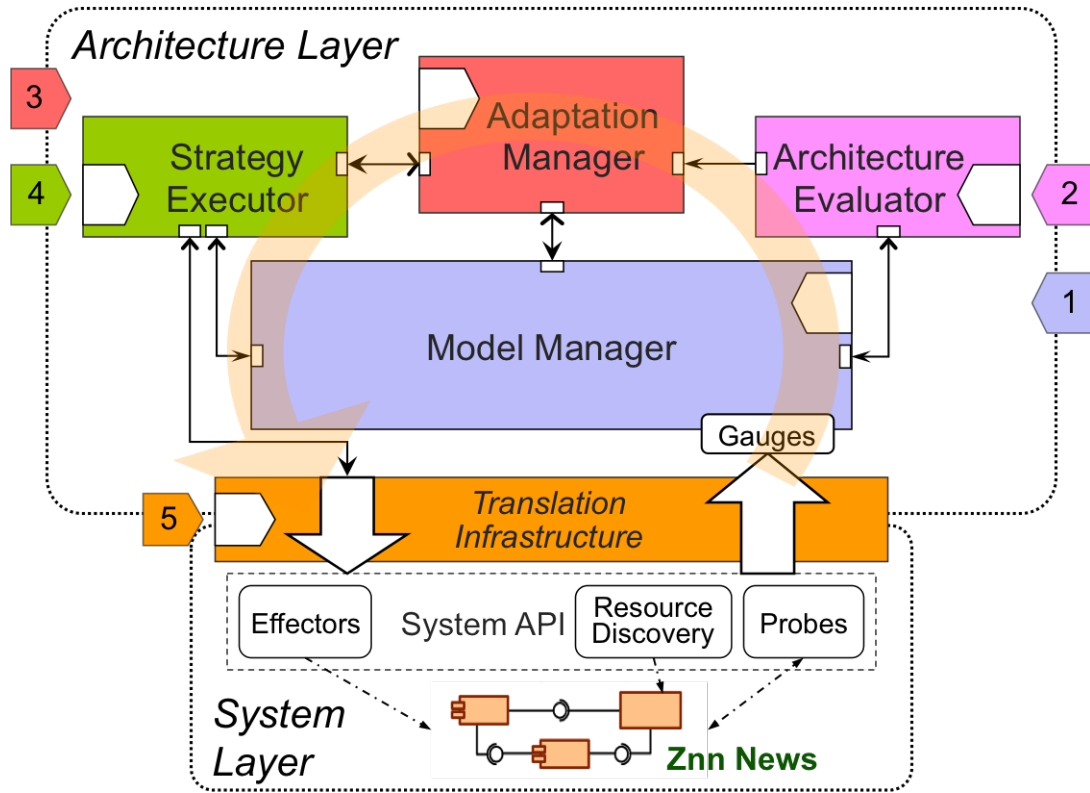 Architecture Layer
3
Adaptation
Manager
Strategy
Executor
Architecture
Evaluator
4
2
1
Model Manager
Gauges
5
Translation
Infrastructure
Effectors
System API
Resource
Discovery
Probes
System
Layer
Znn News